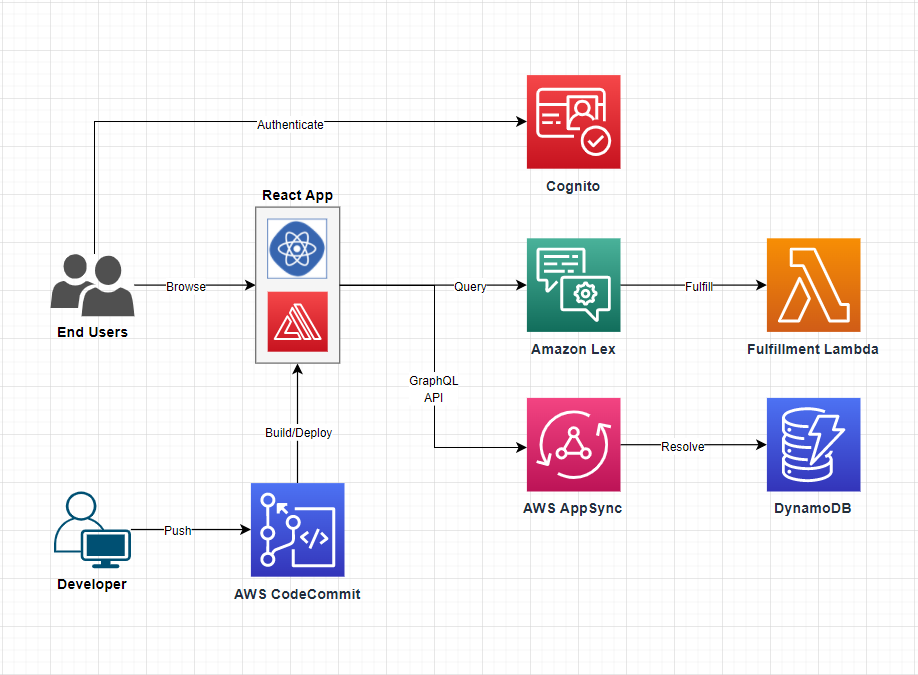 Authenticate
Cognito
React App
Browse
End Users
Query
Amazon Lex
Fulfill
Fulfillment Lambda
GraphQL
API
Build/Deploy
Resolve
AWS AppSync
DynamoDB
Push
</>
Developer
AWS CodeCommit